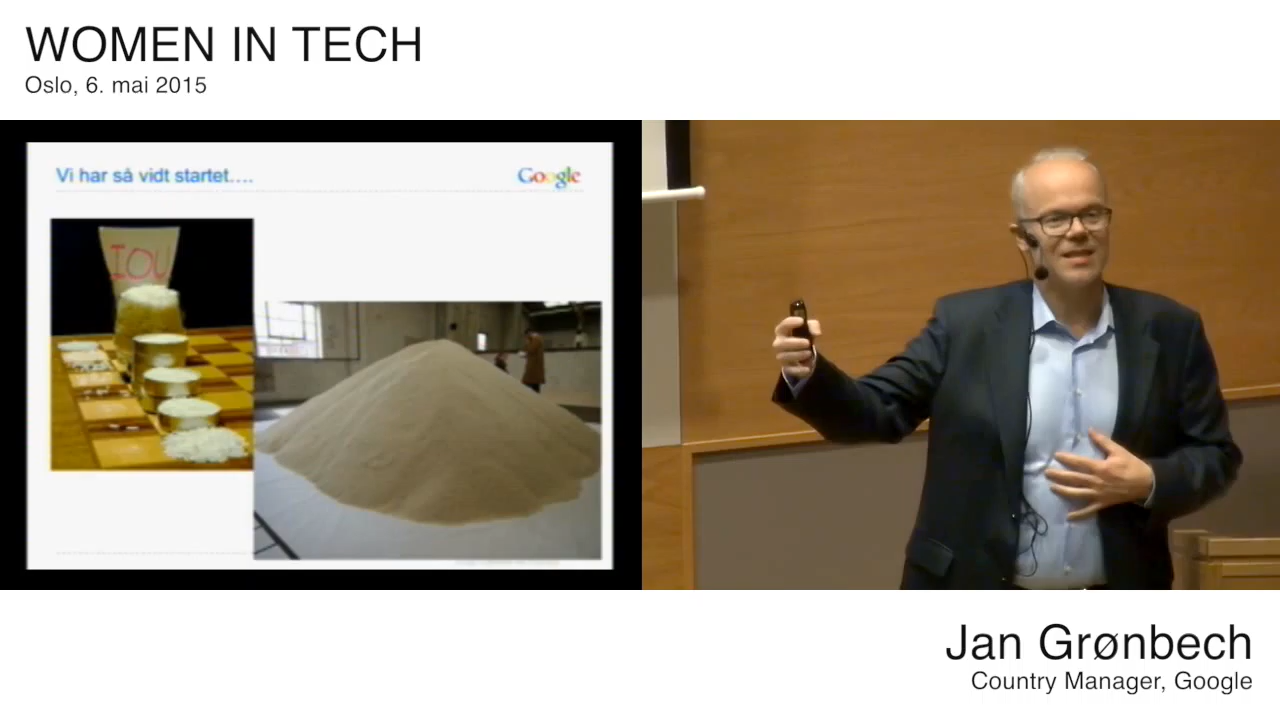 WOMEN IN TECH
Oslo, 6. mai 2015
Vi har så vidt startet....
Google
IOU
Jan Grønbech
Country Manager, Google